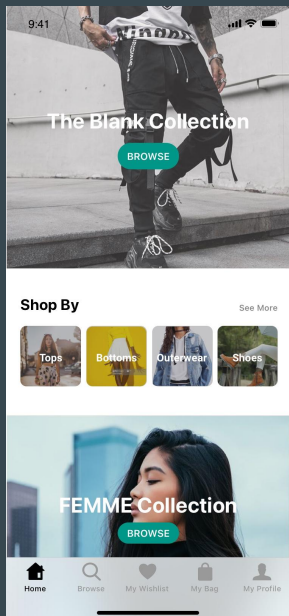 9:41
The Blank Collection
BROWSE
Shop By
See More
Tops Bottoms Outerwear Shoes
FEMME Collection
BROWSE
Home Browse My Wishlist My Bag My Profile